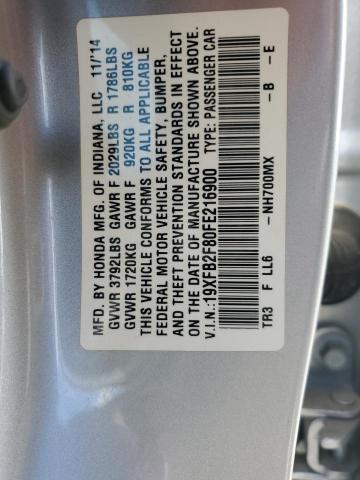 MFD. BY HONDA MFG. OF INDIANA, LLC 11/'14
GVWR 3792LBS GAWR F 2029LBS R 1786LBS
GVWR 1720KG GAWR F 920KG R 810KG
THIS VEHICLE CONFORMS TO ALL APPLICABLE
FEDERAL MOTOR VEHICLE SAFETY, BUMPER,
AND THEFT PREVENTION STANDARDS IN EFFECT
ON THE DATE OF MANUFACTURE SHOWN ABOVE.
V.I.N.:19XFB2F80FE216900 TYPE: PASSENGER CAR
TR3 F LL6 -NH700MX -B -E